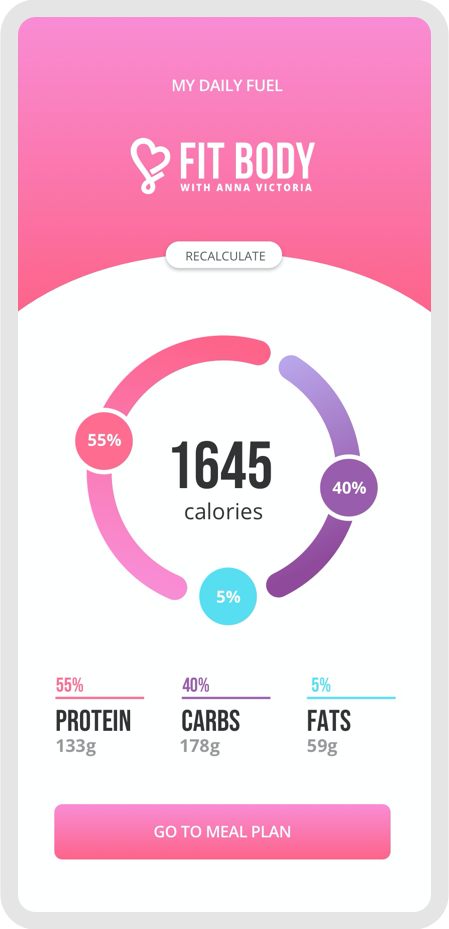 MY DAILY FUEL
FIT BODY
WITH ANNA VICTORIA
RECALCULATE
55%
1645
calories
40%
5%
55% 40% 5%
PROTEIN CARBS FATS
133g 178g 59g
GO TO MEAL PLAN